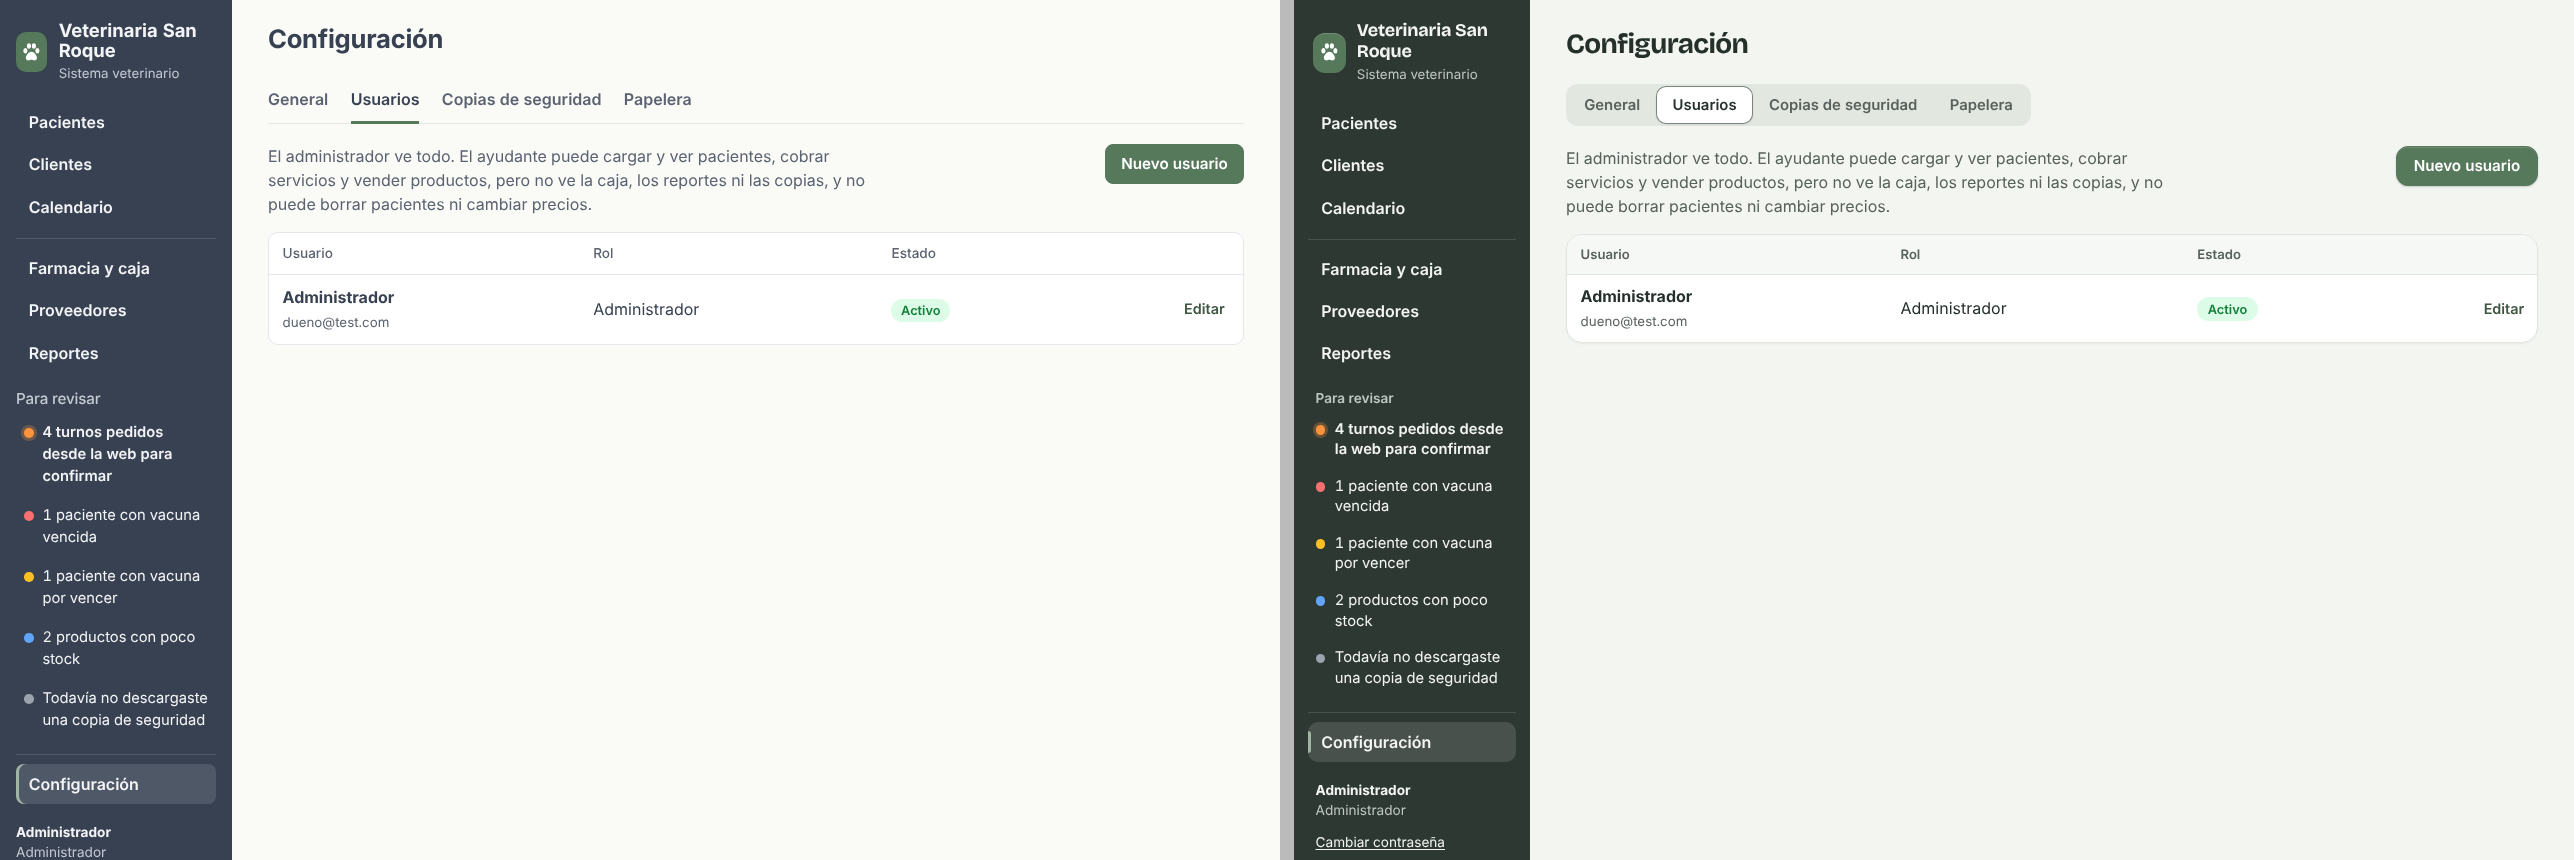 Veterinaria San
Roque
Sistema veterinario
Pacientes
Clientes
Calendario
Farmacia y caja
Proveedores
Reportes
Para revisar
4 turnos pedidos
desde la web para
confirmar
1 paciente con vacuna
vencida
1 paciente con vacuna
por vencer
2 productos con poco
stock
Todavía no descargaste
una copia de seguridad
Configuración
Administrador
Administrador
Configuración
General Usuarios Copias de seguridad Papelera
El administrador ve todo. El ayudante puede cargar y ver pacientes, cobrar
servicios y vender productos, pero no ve la caja, los reportes ni las copias, y no
puede borrar pacientes ni cambiar precios.
Nuevo usuario
Usuario Rol Estado
Administrador
dueno@test.com
Administrador
Activo
Editar
Veterinaria San
Roque
Sistema veterinario
Pacientes
Clientes
Calendario
Farmacia y caja
Proveedores
Reportes
Para revisar
4 turnos pedidos desde
la web para confirmar
1 paciente con vacuna
vencida
1 paciente con vacuna
por vencer
2 productos con poco
stock
Todavía no descargaste
una copia de seguridad
Configuración
Administrador
Administrador
Cambiar contraseña
Configuración
General Usuarios Copias de seguridad Papelera
El administrador ve todo. El ayudante puede cargar y ver pacientes, cobrar
servicios y vender productos, pero no ve la caja, los reportes ni las copias, y no
puede borrar pacientes ni cambiar precios.
Nuevo usuario
Usuario Rol Estado
Administrador
dueno@test.com
Administrador
Activo
Editar